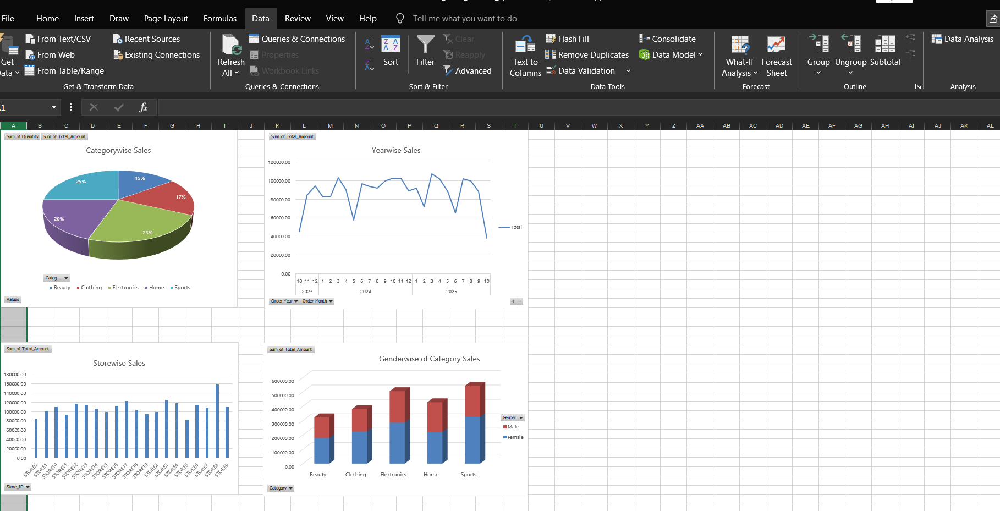 File Home Insert Draw Page Layout Formulas Data Review View Help Tell me what you want to do
Get
From Text/CSV
From Web
From Table/Range
Recent Sources
Existing Connections
Get & Transform Data
Refresh
All
Queries & Connections
Properties
Workbook Links
Queries & Connections
Sort
Filter
Clear
Reapply
Advanced
Sort & Filter
Text to
Columns
Flash Fill
Remove Duplicates
Data Validation
Consolidate
Data Model
Data Tools
What-If
Analysis
Forecast
Sheet
Forecast
Group
Ungroup
Subtotal
Outline
Data Analysis
Analysis
fx
A B C D E F G H I J K L M N O P Q R S T U V W X Y Z AA AB AC AD AE AF AG AH AI AJ AK AL
Sum of Quantity Sum of Total_Amount
Categorywise Sales
25% 15%
17%
20%
23%
Categ...
Beauty Clothing Electronics Home Sports
Values
Sum of Total_Amount
Yearwise Sales
120000.00
100000.00
80000.00
60000.00
40000.00
20000.00
0.00
Total
10 11 12 1 2 3 4 5 6 7 8 9 10 11 12 1 2 3 4 5 6 7 8 9 10
2023 2024 2025
Order Year Order Month
Sum of Total_Amount
Storewise Sales
180000.00
160000.00
140000.00
120000.00
100000.00
80000.00
60000.00
40000.00
20000.00
0.00
STORE0 STORE1 STORE10 STORE11 STORE12 STORE13 STORE14 STORE15 STORE16 STORE17 STORE18 STORE19 STORE2 STORE3 STORE4 STORE5 STORE6 STORE7 STORE8 STORE9
Store_ID
Sum of Total_Amount
Genderwise of Category Sales
600000.00
500000.00
400000.00
300000.00
200000.00
100000.00
0.00
Gender
Male
Female
Beauty Clothing Electronics Home Sports
Category